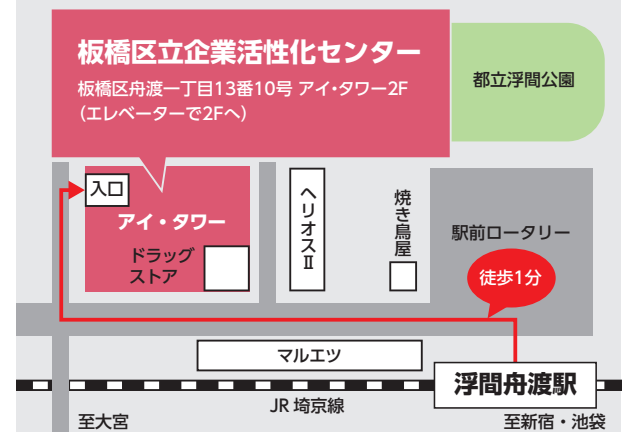 板橋区立企業活性化センター
板橋区舟渡一丁目13番10号 アイ・タワー2F
（エレベーターで2Fへ）
都立浮間公園
入口
アイ・タワー
ドラッグ
ストア
ヘリオスⅡ
焼き鳥屋
駅前ロータリー
徒歩1分
マルエツ
浮間舟渡駅
JR 埼京線
至大宮
至新宿・池袋